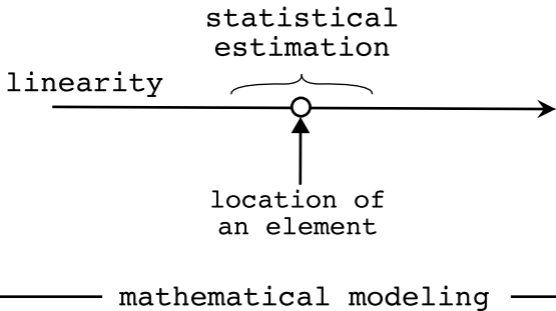 statistical
estimation
linearity
location of
an element
mathematical modeling